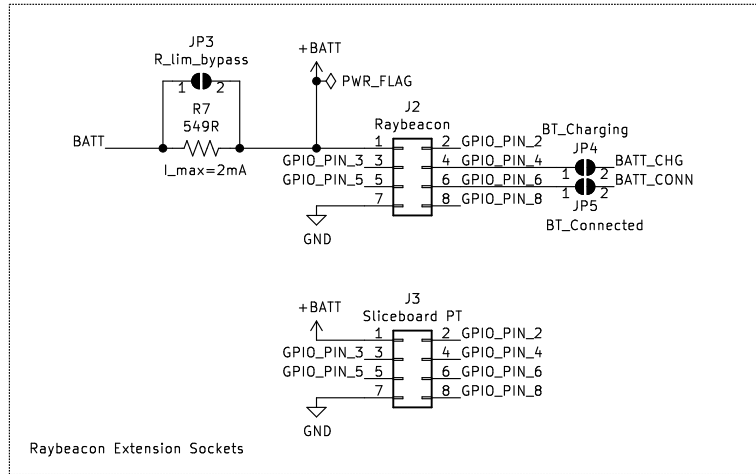 JP3
R_lim_bypass
1 2
R7
549R
BATT
I_max=2mA
+BATT
PWR_FLAG
J2
Raybeacon
1 2 GPIO_PIN_2
GPIO_PIN_3 3 4 GPIO_PIN_4
GPIO_PIN_5 5 6 GPIO_PIN_6
7 8 GPIO_PIN_8
GND
BT_Charging
JP4
1 2 BATT_CHG
1 2 BATT_CONN
JP5
BT_Connected
+BATT
J3
Sliceboard PT
1 2 GPIO_PIN_2
GPIO_PIN_3 3 4 GPIO_PIN_4
GPIO_PIN_5 5 6 GPIO_PIN_6
7 8 GPIO_PIN_8
GND
Raybeacon Extension Sockets